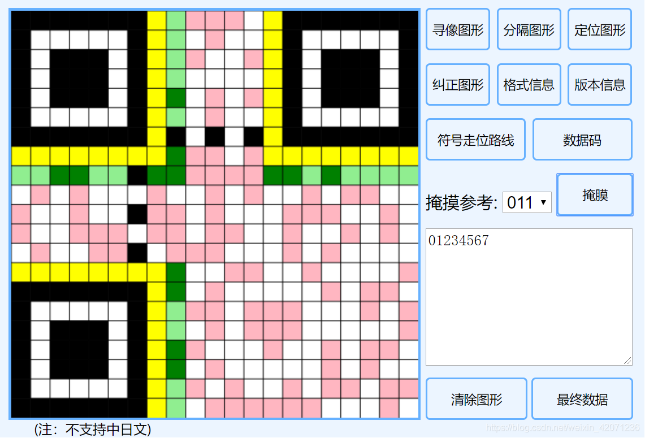 寻像图形 分隔图形 定位图形
纠正图形 格式信息 版本信息
符号走位路线 数据码
掩摸参考: 011 掩膜
01234567
清除图形 最终数据
(注: 不支持中日文)